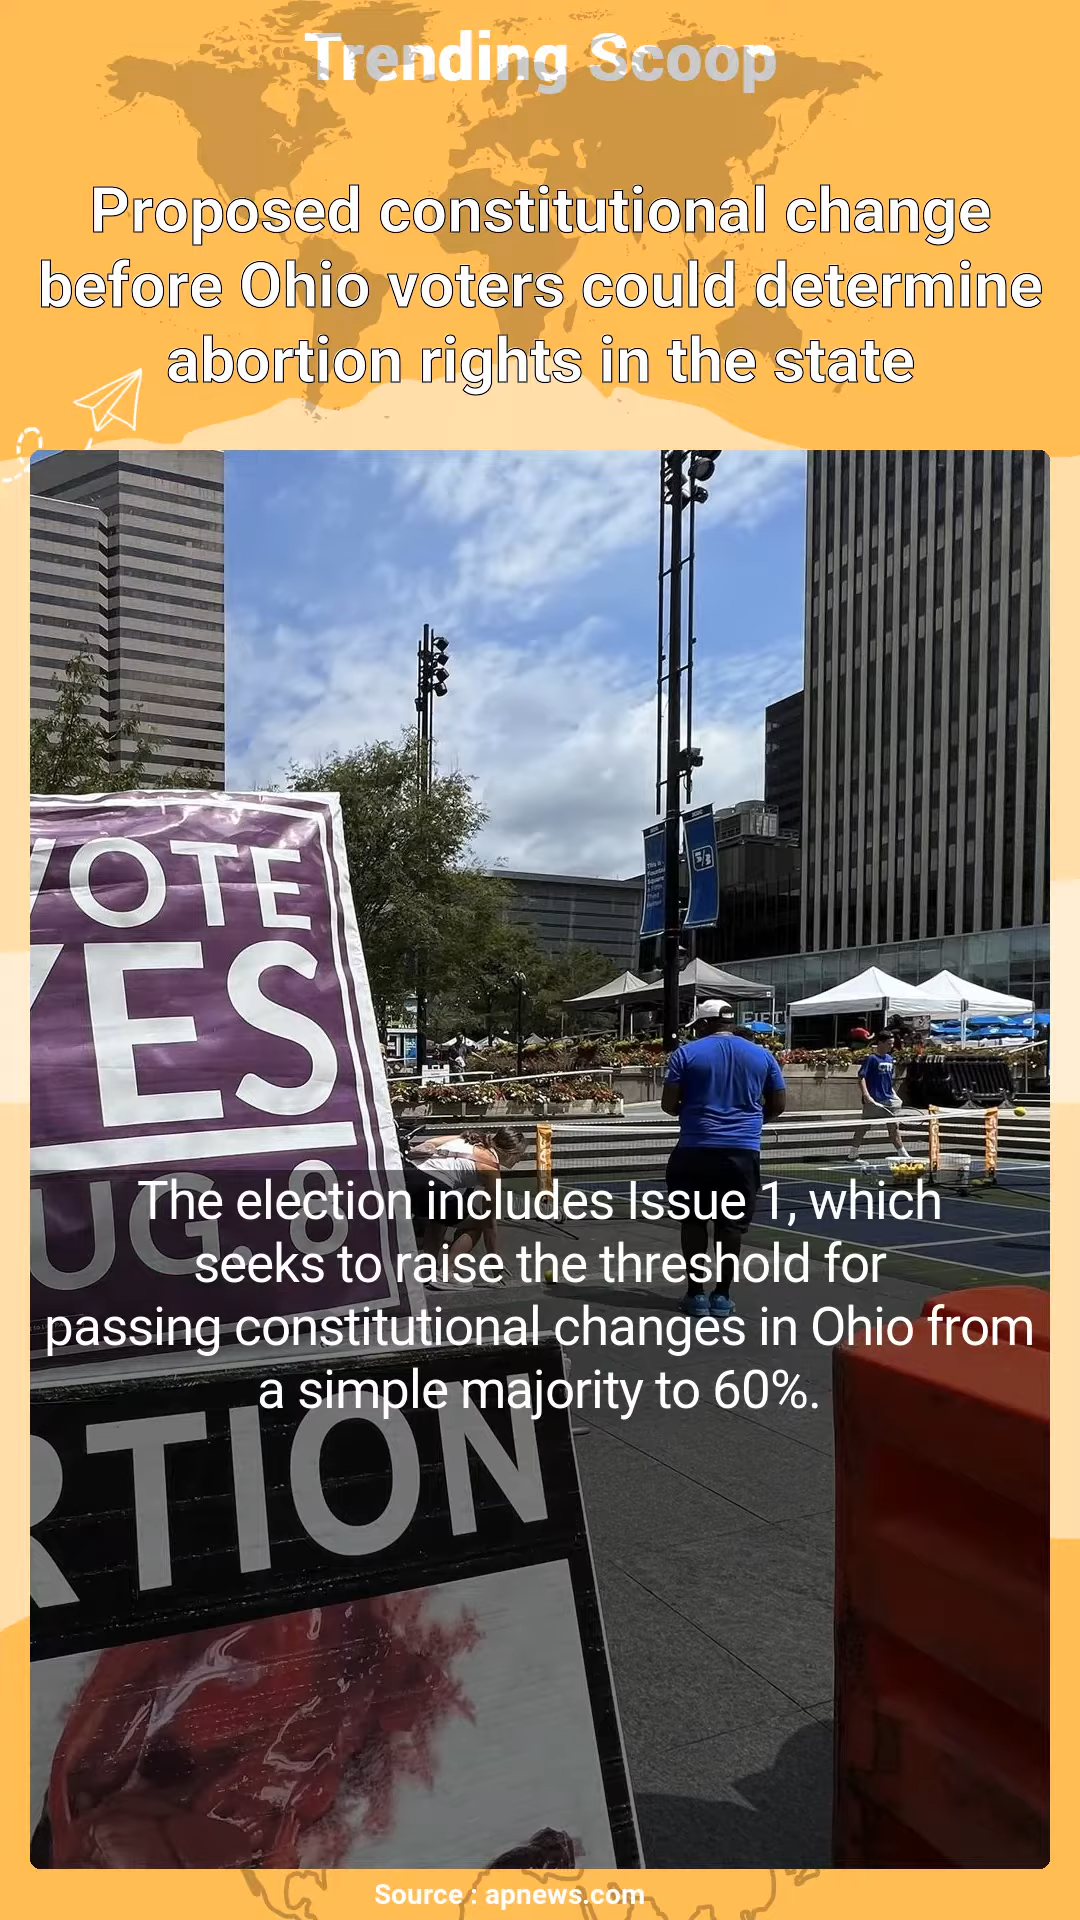 Trending Scoop
Proposed constitutional change
before Ohio voters could determine
abortion rights in the state
VOTE
YES
UG. 8
The election includes Issue 1, which
seeks to raise the threshold for
passing constitutional changes in Ohio from
a simple majority to 60%.
RTION
Source : apnews.com